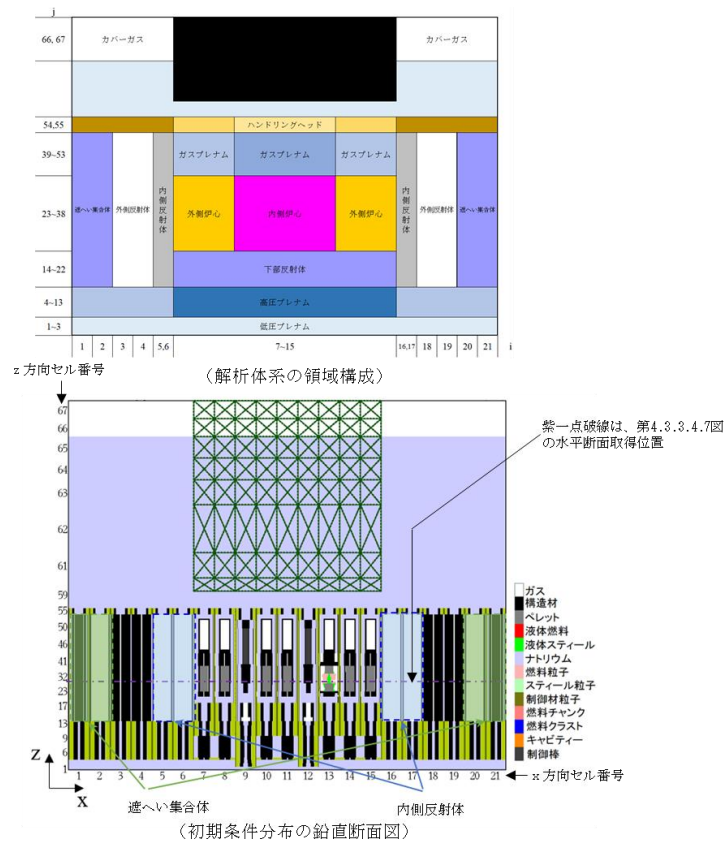 j
66, 67
カバーガス
カバーガス
54,55
ハンドリングヘッド
39~53
ガスプレナム
ガスプレナム
ガスプレナム
23~38
遮へい集合体
外側反射体
内側反射体
外側炉心
内側炉心
外側炉心
内側反射体
外側反射体
遮へい集合体
14~22
下部反射体
4~13
高圧プレナム
1~3
低圧プレナム
1 2 3 4 5,6 7~15 16,17 18 19 20 21 i
(解析体系の領域構成)
z 方向セル番号
67
66
65
64
63
62
61
59
55
50
46
41
32
23
17
13
9
6
1
紫一点破線は、第4.3.3.4.7図
の水平断面取得位置
ガス
構造材
ペレット
液体燃料
液体スティール
ナトリウム
燃料粒子
スティール粒子
制御材粒子
燃料チャンク
燃料クラスト
キャビティー
制御棒
Z
X
1 2 3 4 5 6 7 8 9 10 11 12 13 14 15 16 17 18 19 20 21
x 方向セル番号
遮へい集合体
内側反射体
(初期条件分布の鉛直断面図)